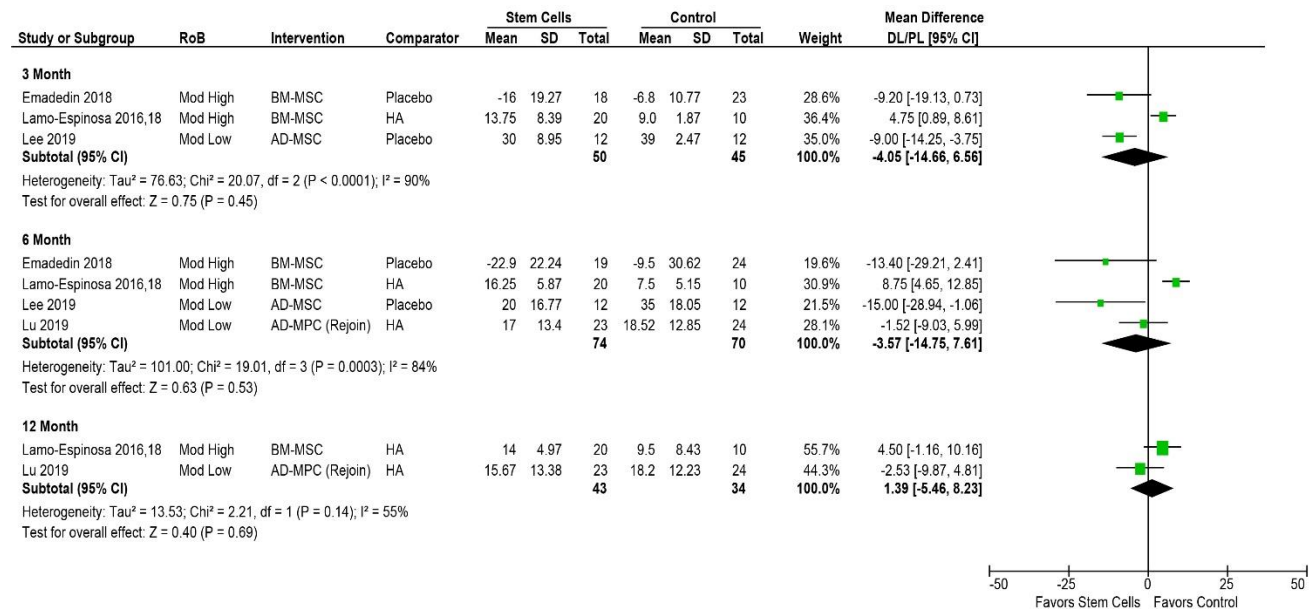 Stem Cells Control Mean Difference
Study or Subgroup RoB Intervention Comparator Mean SD Total Mean SD Total Weight DL/PL [95% CI]
3 Month
Emadedin 2018 Mod High BM-MSC Placebo -16 19.27 18 -6.8 10.77 23 28.6% -9.20 [-19.13, 0.73]
Lamo-Espinosa 2016,18 Mod High BM-MSC HA 13.75 8.39 20 9.0 1.87 10 36.4% 4.75 [0.89, 8.61]
Lee 2019 Mod Low AD-MSC Placebo 30 8.95 12 39 2.47 12 35.0% -9.00 [-14.25, -3.75]
Subtotal (95% CI) 50 45 100.0% -4.05 [-14.66, 6.56]
Heterogeneity: Tau² = 76.63; Chi² = 20.07, df = 2 (P < 0.0001); I² = 90%
Test for overall effect: Z = 0.75 (P = 0.45)
6 Month
Emadedin 2018 Mod High BM-MSC Placebo -22.9 22.24 19 -9.5 30.62 24 19.6% -13.40 [-29.21, 2.41]
Lamo-Espinosa 2016,18 Mod High BM-MSC HA 16.25 5.87 20 7.5 5.15 10 30.9% 8.75 [4.65, 12.85]
Lee 2019 Mod Low AD-MSC Placebo 20 16.77 12 35 18.05 12 21.5% -15.00 [-28.94, -1.06]
Lu 2019 Mod Low AD-MPC (Rejoin) HA 17 13.4 23 18.52 12.85 24 28.1% -1.52 [-9.03, 5.99]
Subtotal (95% CI) 74 70 100.0% -3.57 [-14.75, 7.61]
Heterogeneity: Tau² = 101.00; Chi² = 19.01, df = 3 (P = 0.0003); I² = 84%
Test for overall effect: Z = 0.63 (P = 0.53)
12 Month
Lamo-Espinosa 2016,18 Mod High BM-MSC HA 14 4.97 20 9.5 8.43 10 55.7% 4.50 [-1.16, 10.16]
Lu 2019 Mod Low AD-MPC (Rejoin) HA 15.67 13.38 23 18.2 12.23 24 44.3% -2.53 [-9.87, 4.81]
Subtotal (95% CI) 43 34 100.0% 1.39 [-5.46, 8.23]
Heterogeneity: Tau² = 13.53; Chi² = 2.21, df = 1 (P = 0.14); I² = 55%
Test for overall effect: Z = 0.40 (P = 0.69)
-50 -25 0 25 50
Favors Stem Cells Favors Control